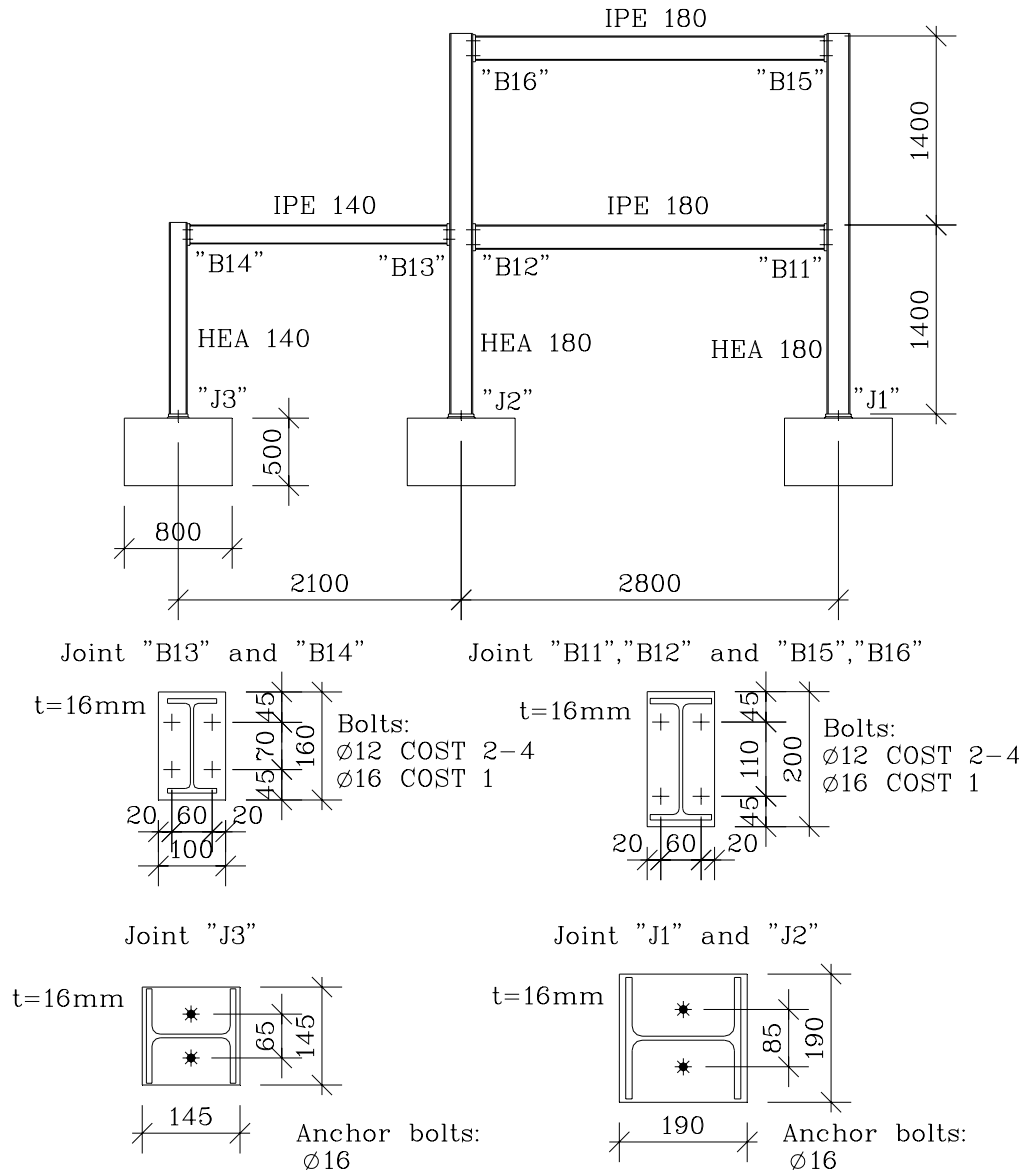 IPE 180
"B16"
"B15"
1400
IPE 140
IPE 180
"B14"
"B13"
"B12"
"B11"
1400
HEA 140
HEA 180
HEA 180
"J3"
"J2"
"J1"
500
800
2100
2800
Joint "B13" and "B14"
t=16mm
45
70
45
160
Bolts:
Ø12 COST 2-4
Ø16 COST 1
20
60
20
100
Joint "B11","B12" and "B15","B16"
t=16mm
45
110
45
200
Bolts:
Ø12 COST 2-4
Ø16 COST 1
20
60
20
Joint "J3"
t=16mm
65
145
145
Anchor bolts:
Ø16
Joint "J1" and "J2"
t=16mm
85
190
190
Anchor bolts:
Ø16